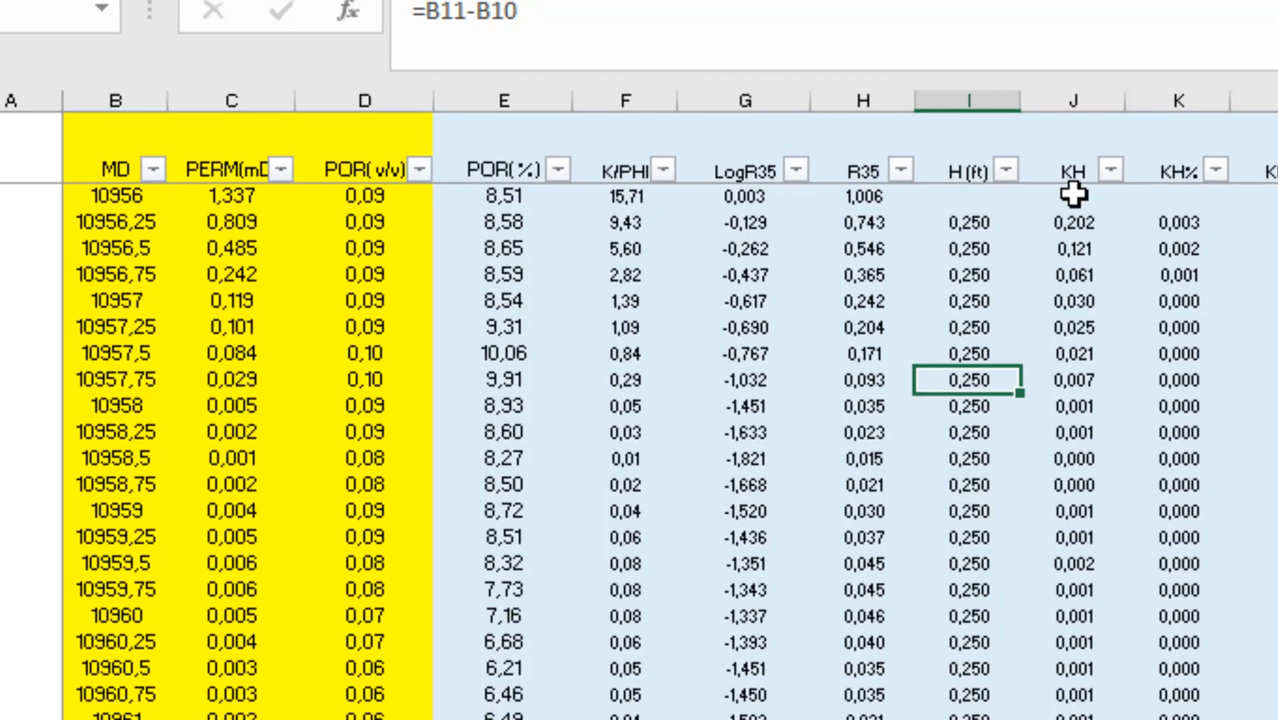 fx =B11-B10
A B C D E F G H I J K
MD PERM(mD POR( v/v) POR( %) K/PHI LogR35 R35 H (ft) KH KH%
10956 1,337 0,09 8,51 15,71 0,003 1,006
10956,25 0,809 0,09 8,58 9,43 -0,129 0,743 0,250 0,202 0,003
10956,5 0,485 0,09 8,65 5,60 -0,262 0,546 0,250 0,121 0,002
10956,75 0,242 0,09 8,59 2,82 -0,437 0,365 0,250 0,061 0,001
10957 0,119 0,09 8,54 1,39 -0,617 0,242 0,250 0,030 0,000
10957,25 0,101 0,09 9,31 1,09 -0,690 0,204 0,250 0,025 0,000
10957,5 0,084 0,10 10,06 0,84 -0,767 0,171 0,250 0,021 0,000
10957,75 0,029 0,10 9,91 0,29 -1,032 0,093 0,250 0,007 0,000
10958 0,005 0,09 8,93 0,05 -1,451 0,035 0,250 0,001 0,000
10958,25 0,002 0,09 8,60 0,03 -1,633 0,023 0,250 0,001 0,000
10958,5 0,001 0,08 8,27 0,01 -1,821 0,015 0,250 0,000 0,000
10958,75 0,002 0,08 8,50 0,02 -1,668 0,021 0,250 0,000 0,000
10959 0,004 0,09 8,72 0,04 -1,520 0,030 0,250 0,001 0,000
10959,25 0,005 0,09 8,51 0,06 -1,436 0,037 0,250 0,001 0,000
10959,5 0,006 0,08 8,32 0,08 -1,351 0,045 0,250 0,002 0,000
10959,75 0,006 0,08 7,73 0,08 -1,343 0,045 0,250 0,001 0,000
10960 0,005 0,07 7,16 0,08 -1,337 0,046 0,250 0,001 0,000
10960,25 0,004 0,07 6,68 0,06 -1,393 0,040 0,250 0,001 0,000
10960,5 0,003 0,06 6,21 0,05 -1,451 0,035 0,250 0,001 0,000
10960,75 0,003 0,06 6,46 0,05 -1,450 0,035 0,250 0,001 0,000